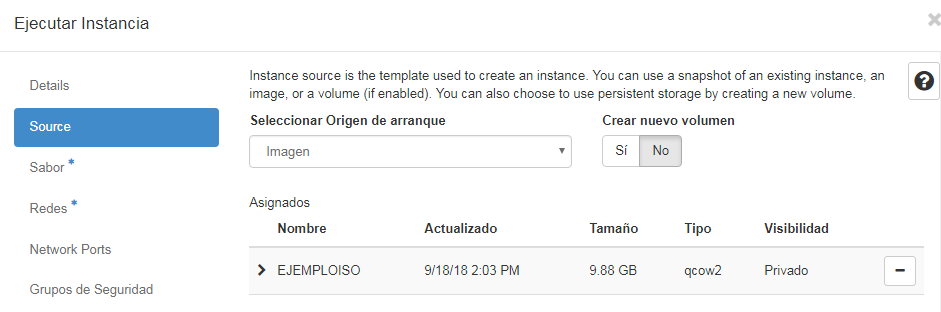 Ejecutar Instancia
×
Details
Source
Sabor *
Redes *
Network Ports
Grupos de Seguridad
Instance source is the template used to create an instance. You can use a snapshot of an existing instance, an
image, or a volume (if enabled). You can also choose to use persistent storage by creating a new volume.
?
Seleccionar Origen de arranque Crear nuevo volumen
Imagen Sí No
Asignados
Nombre Actualizado Tamaño Tipo Visibilidad
EJEMPLOISO 9/18/18 2:03 PM 9.88 GB qcow2 Privado